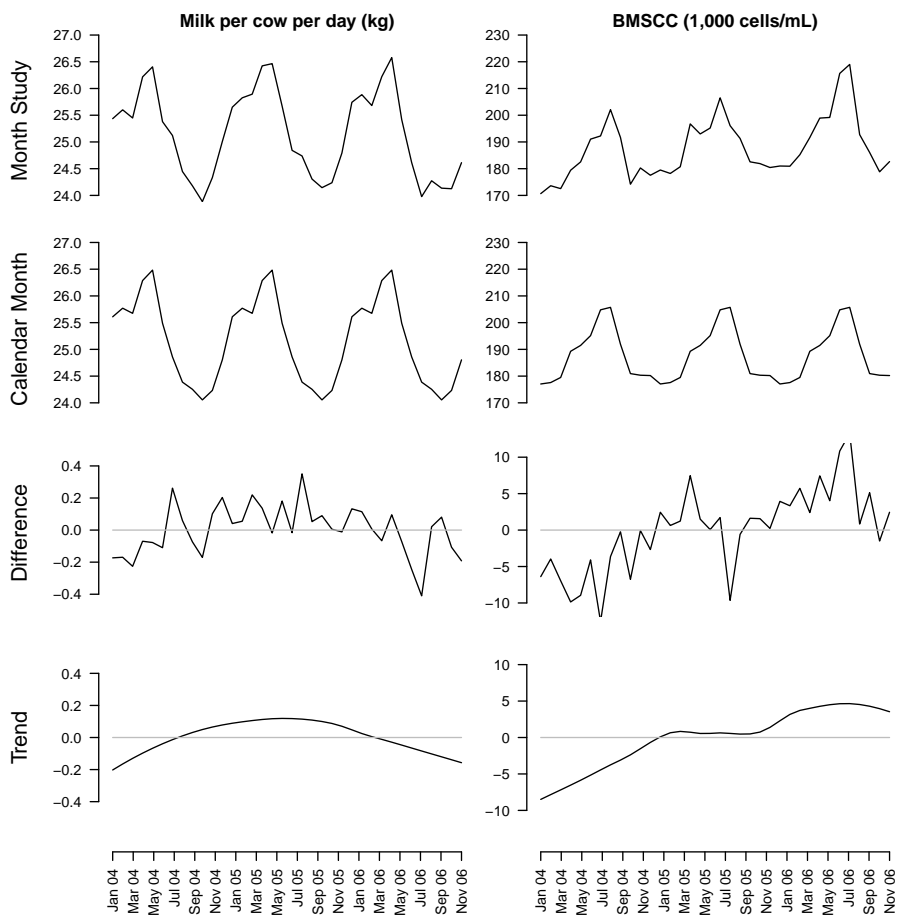 Milk per cow per day (kg)
BMSCC (1,000 cells/mL)
Month Study
27.0
26.5
26.0
25.5
25.0
24.5
24.0
230
220
210
200
190
180
170
Calendar Month
27.0
26.5
26.0
25.5
25.0
24.5
24.0
230
220
210
200
190
180
170
Difference
0.4
0.2
0.0
−0.2
−0.4
10
5
0
−5
−10
Trend
0.4
0.2
0.0
−0.2
−0.4
10
5
0
−5
−10
Jan 04
Mar 04
May 04
Jul 04
Sep 04
Nov 04
Jan 05
Mar 05
May 05
Jul 05
Sep 05
Nov 05
Jan 06
Mar 06
May 06
Jul 06
Sep 06
Nov 06
Jan 04
Mar 04
May 04
Jul 04
Sep 04
Nov 04
Jan 05
Mar 05
May 05
Jul 05
Sep 05
Nov 05
Jan 06
Mar 06
May 06
Jul 06
Sep 06
Nov 06